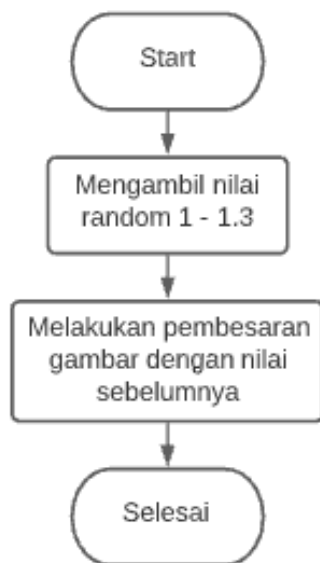 Start
Mengambil nilai
random 1 - 1.3
Melakukan pembesaran
gambar dengan nilai
sebelumnya
Selesai